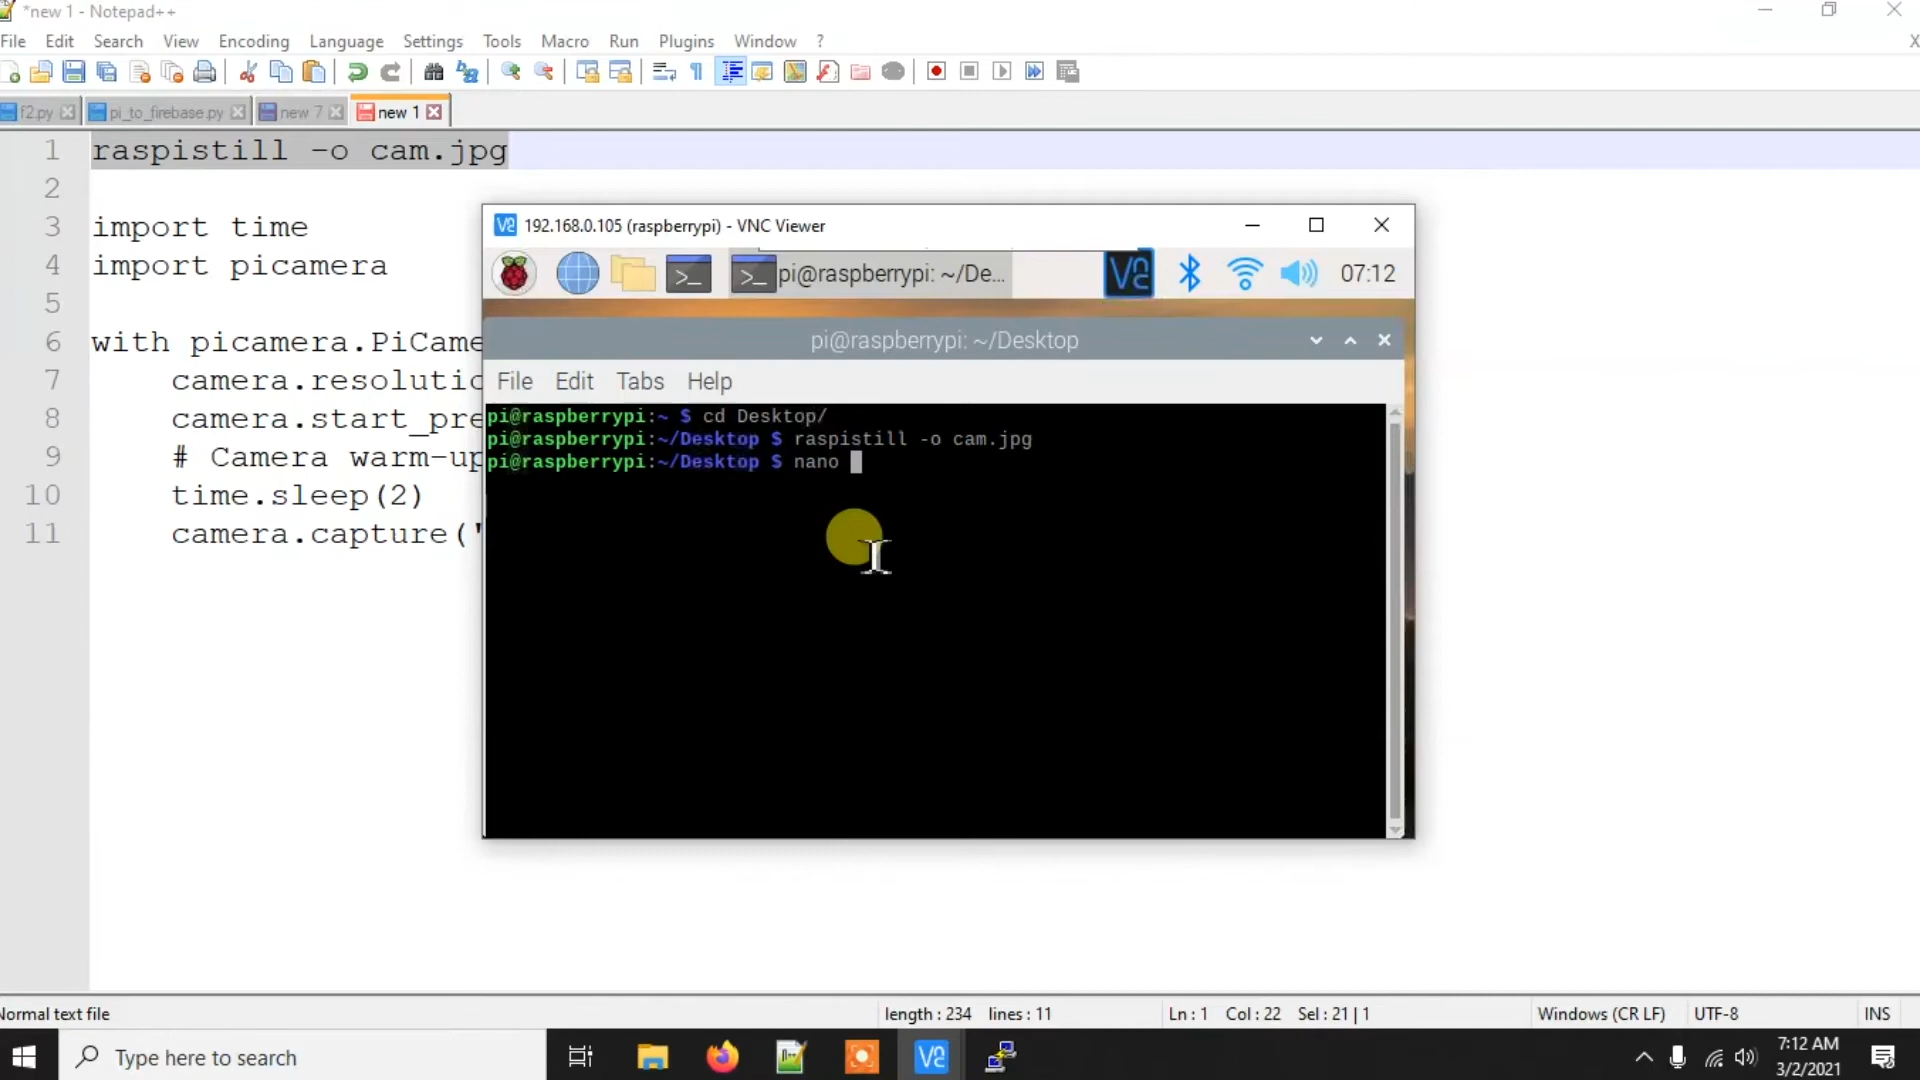 *new 1 - Notepad++
File Edit Search View Encoding Language Settings Tools Macro Run Plugins Window ? X
f2.py pi_to_firebase.py new 7 new 1
1 raspistill -o cam.jpg
2
3 import time
4 import picamera
5
6 with picamera.PiCame
7 camera.resolutio
8 camera.start_pre
9 # Camera warm-up
10 time.sleep(2)
11 camera.capture('
192.168.0.105 (raspberrypi) - VNC Viewer
pi@raspberrypi: ~/De... 07:12
pi@raspberrypi: ~/Desktop
File Edit Tabs Help
pi@raspberrypi:~ $ cd Desktop/
pi@raspberrypi:~/Desktop $ raspistill -o cam.jpg
pi@raspberrypi:~/Desktop $ nano
Normal text file length : 234 lines : 11 Ln : 1 Col : 22 Sel : 21 | 1 Windows (CR LF) UTF-8 INS
Type here to search
7:12 AM
3/2/2021